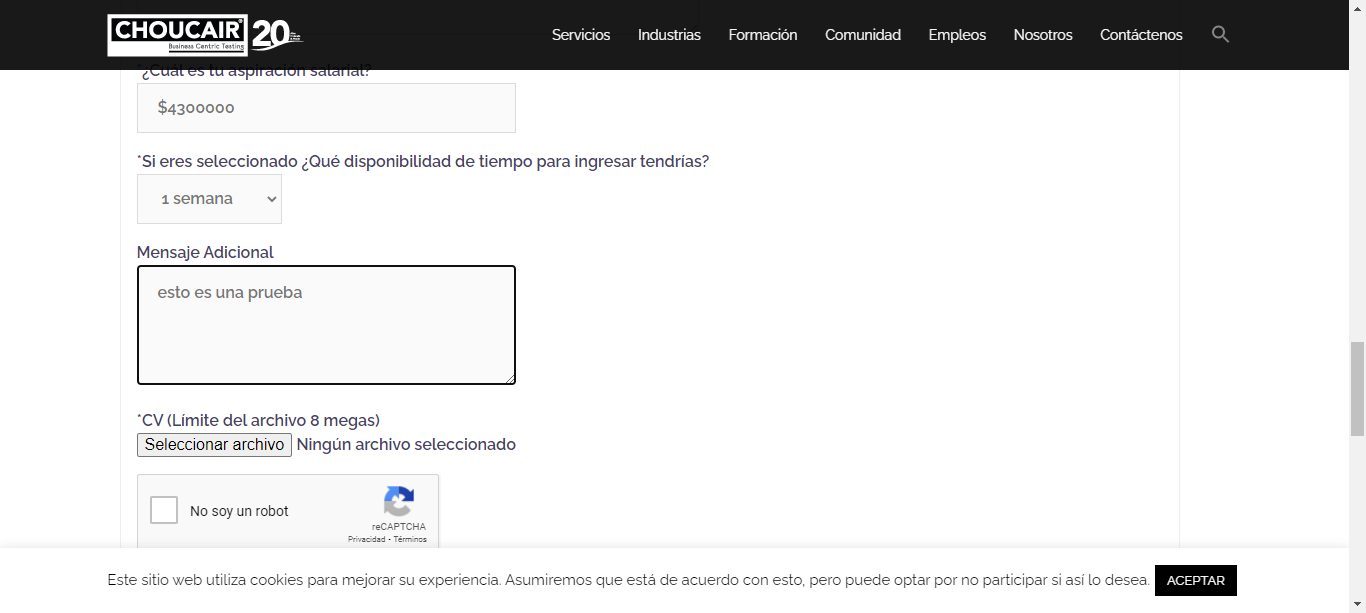 CHOUCAIR
Business Centric Testing
20
Servicios Industrias Formación Comunidad Empleos Nosotros Contáctenos
*¿Cuál es tu aspiración salarial?
$4300000
*Si eres seleccionado ¿Qué disponibilidad de tiempo para ingresar tendrías?
1 semana
Mensaje Adicional
esto es una prueba
*CV (Límite del archivo 8 megas)
Seleccionar archivo Ningún archivo seleccionado
No soy un robot
reCAPTCHA
Privacidad - Términos
Este sitio web utiliza cookies para mejorar su experiencia. Asumiremos que está de acuerdo con esto, pero puede optar por no participar si así lo desea. ACEPTAR